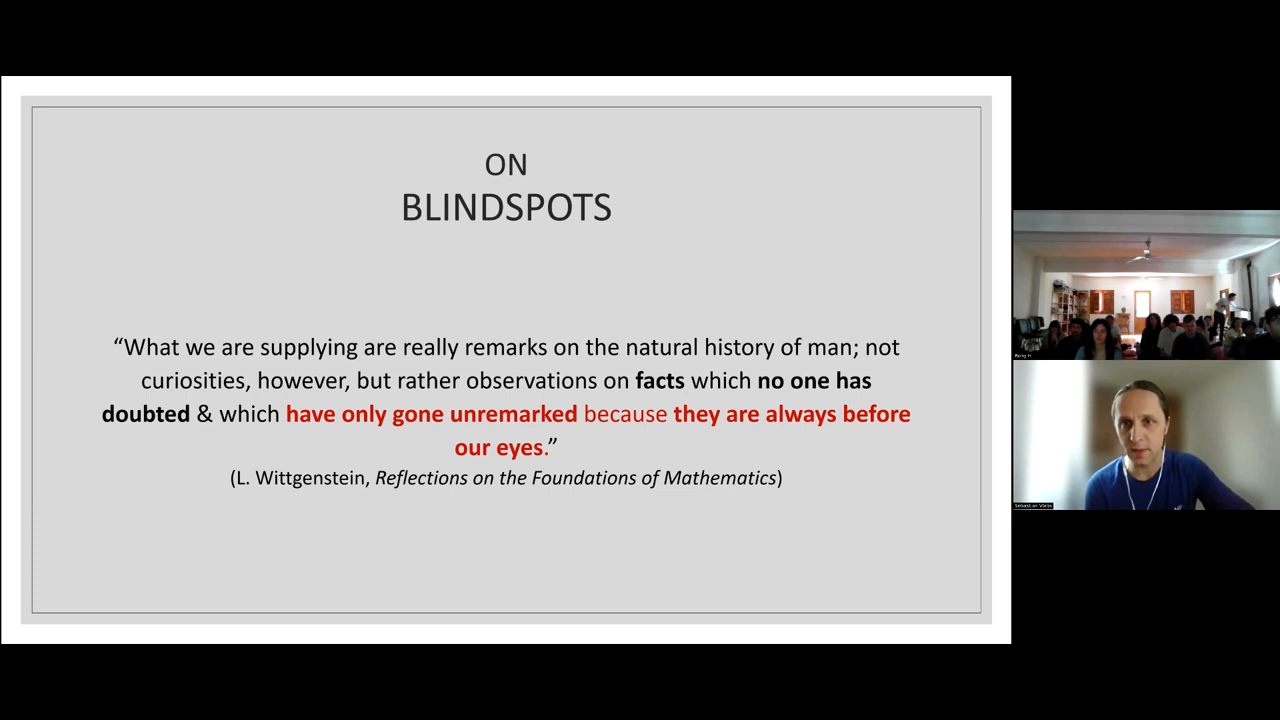 ON
BLINDSPOTS
“What we are supplying are really remarks on the natural history of man; not
curiosities, however, but rather observations on facts which no one has
doubted & which have only gone unremarked because they are always before
our eyes.”
(L. Wittgenstein, Reflections on the Foundations of Mathematics)